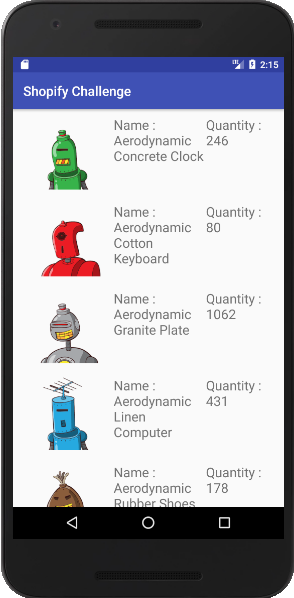 2:15
Shopify Challenge
Name :
Aerodynamic
Concrete Clock
Quantity :
246
Name :
Aerodynamic
Cotton
Keyboard
Quantity :
80
Name :
Aerodynamic
Granite Plate
Quantity :
1062
Name :
Aerodynamic
Linen
Computer
Quantity :
431
Name :
Aerodynamic
Rubber Shoes
Quantity :
178